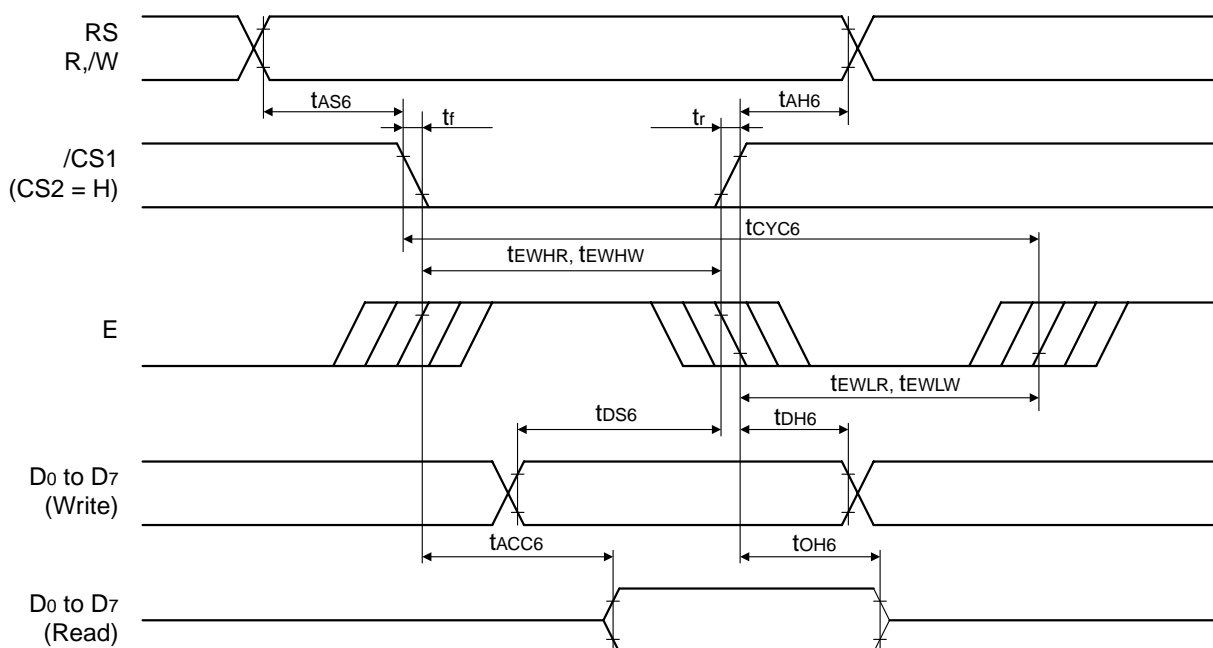 RS
R,/W
tAS6
tf
tr
tAH6
/CS1
(CS2 = H)
tCYC6
tEWHR, tEWHW
E
tEWLR, tEWLW
tDS6
tDH6
D0 to D7
(Write)
tACC6
tOH6
D0 to D7
(Read)